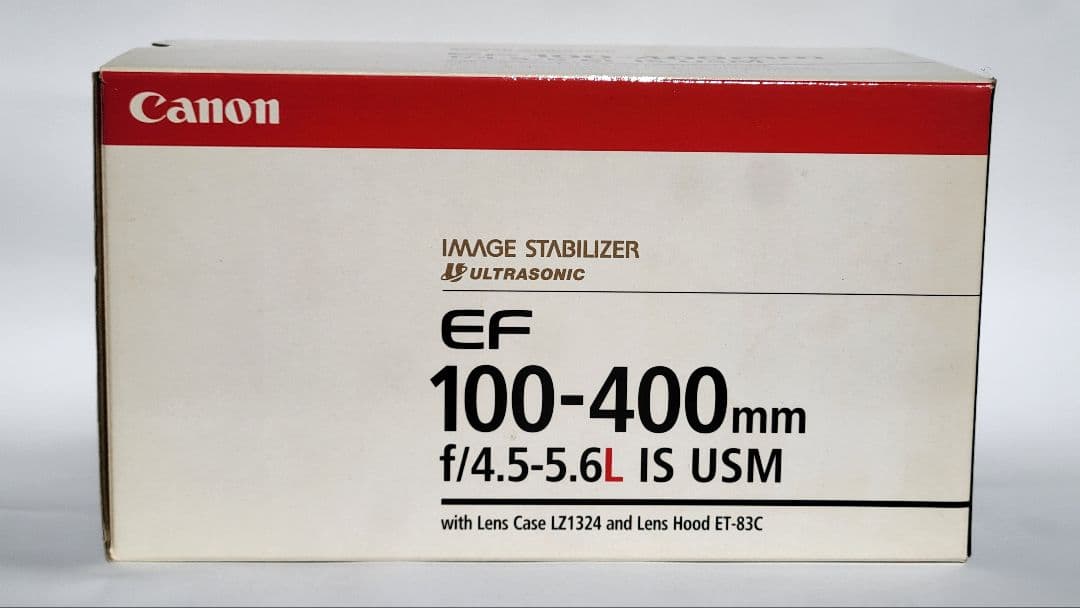 Canon
IMAGE STABILIZER
ULTRASONIC
EF
100-400mm
f/4.5-5.6L IS USM
with Lens Case LZ1324 and Lens Hood ET-83C